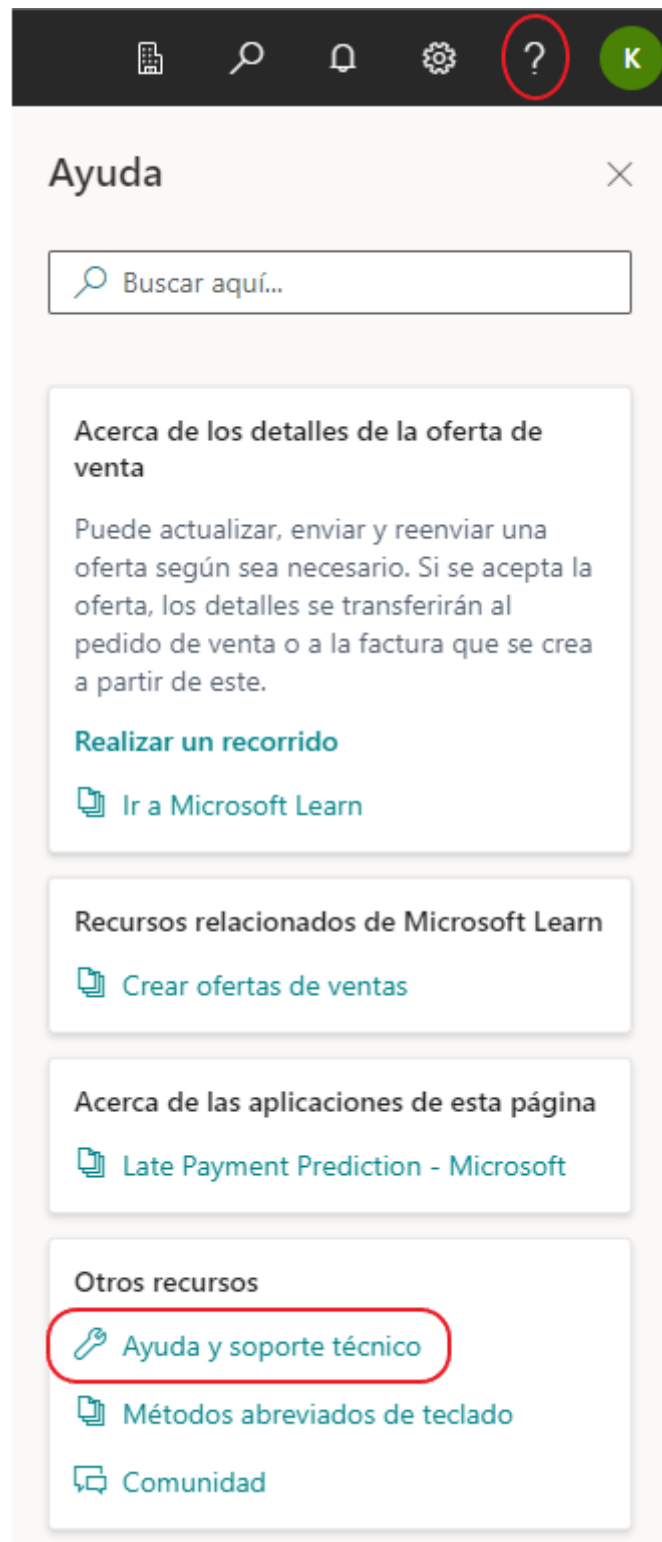 ?
K
Ayuda
Buscar aquí...
Acerca de los detalles de la oferta de
venta
Puede actualizar, enviar y reenviar una
oferta según sea necesario. Si se acepta la
oferta, los detalles se transferirán al
pedido de venta o a la factura que se crea
a partir de este.
Realizar un recorrido
Ir a Microsoft Learn
Recursos relacionados de Microsoft Learn
Crear ofertas de ventas
Acerca de las aplicaciones de esta página
Late Payment Prediction - Microsoft
Otros recursos
Ayuda y soporte técnico
Métodos abreviados de teclado
Comunidad